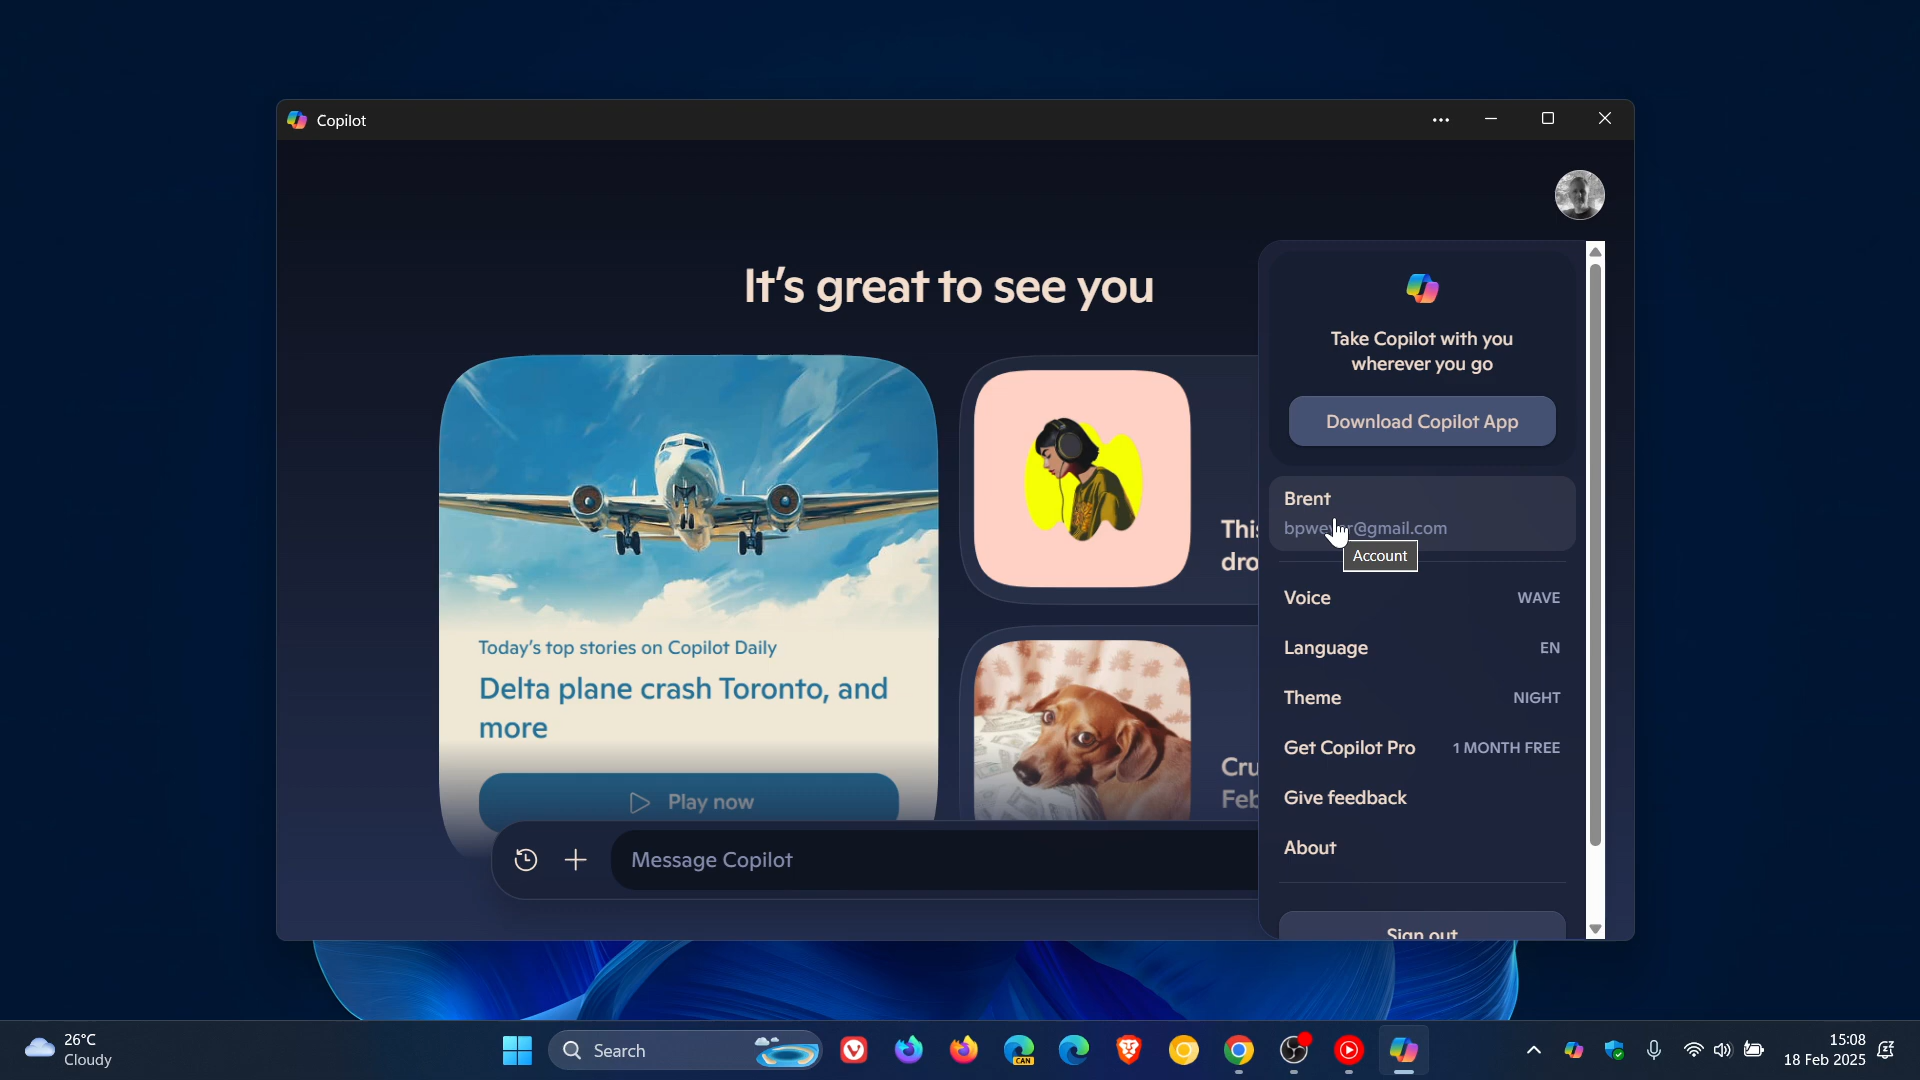 Copilot
It's great to see you
Today's top stories on Copilot Daily
Delta plane crash Toronto, and
more
Play now
This
dro
Cru
Feb
Message Copilot
Take Copilot with you
wherever you go
Download Copilot App
Brent
@gmail.com
Account
Voice WAVE
Language EN
Theme NIGHT
Get Copilot Pro 1 MONTH FREE
Give feedback
About
Sign out
26°C
Cloudy
Search
CAN
15:08
18 Feb 2025